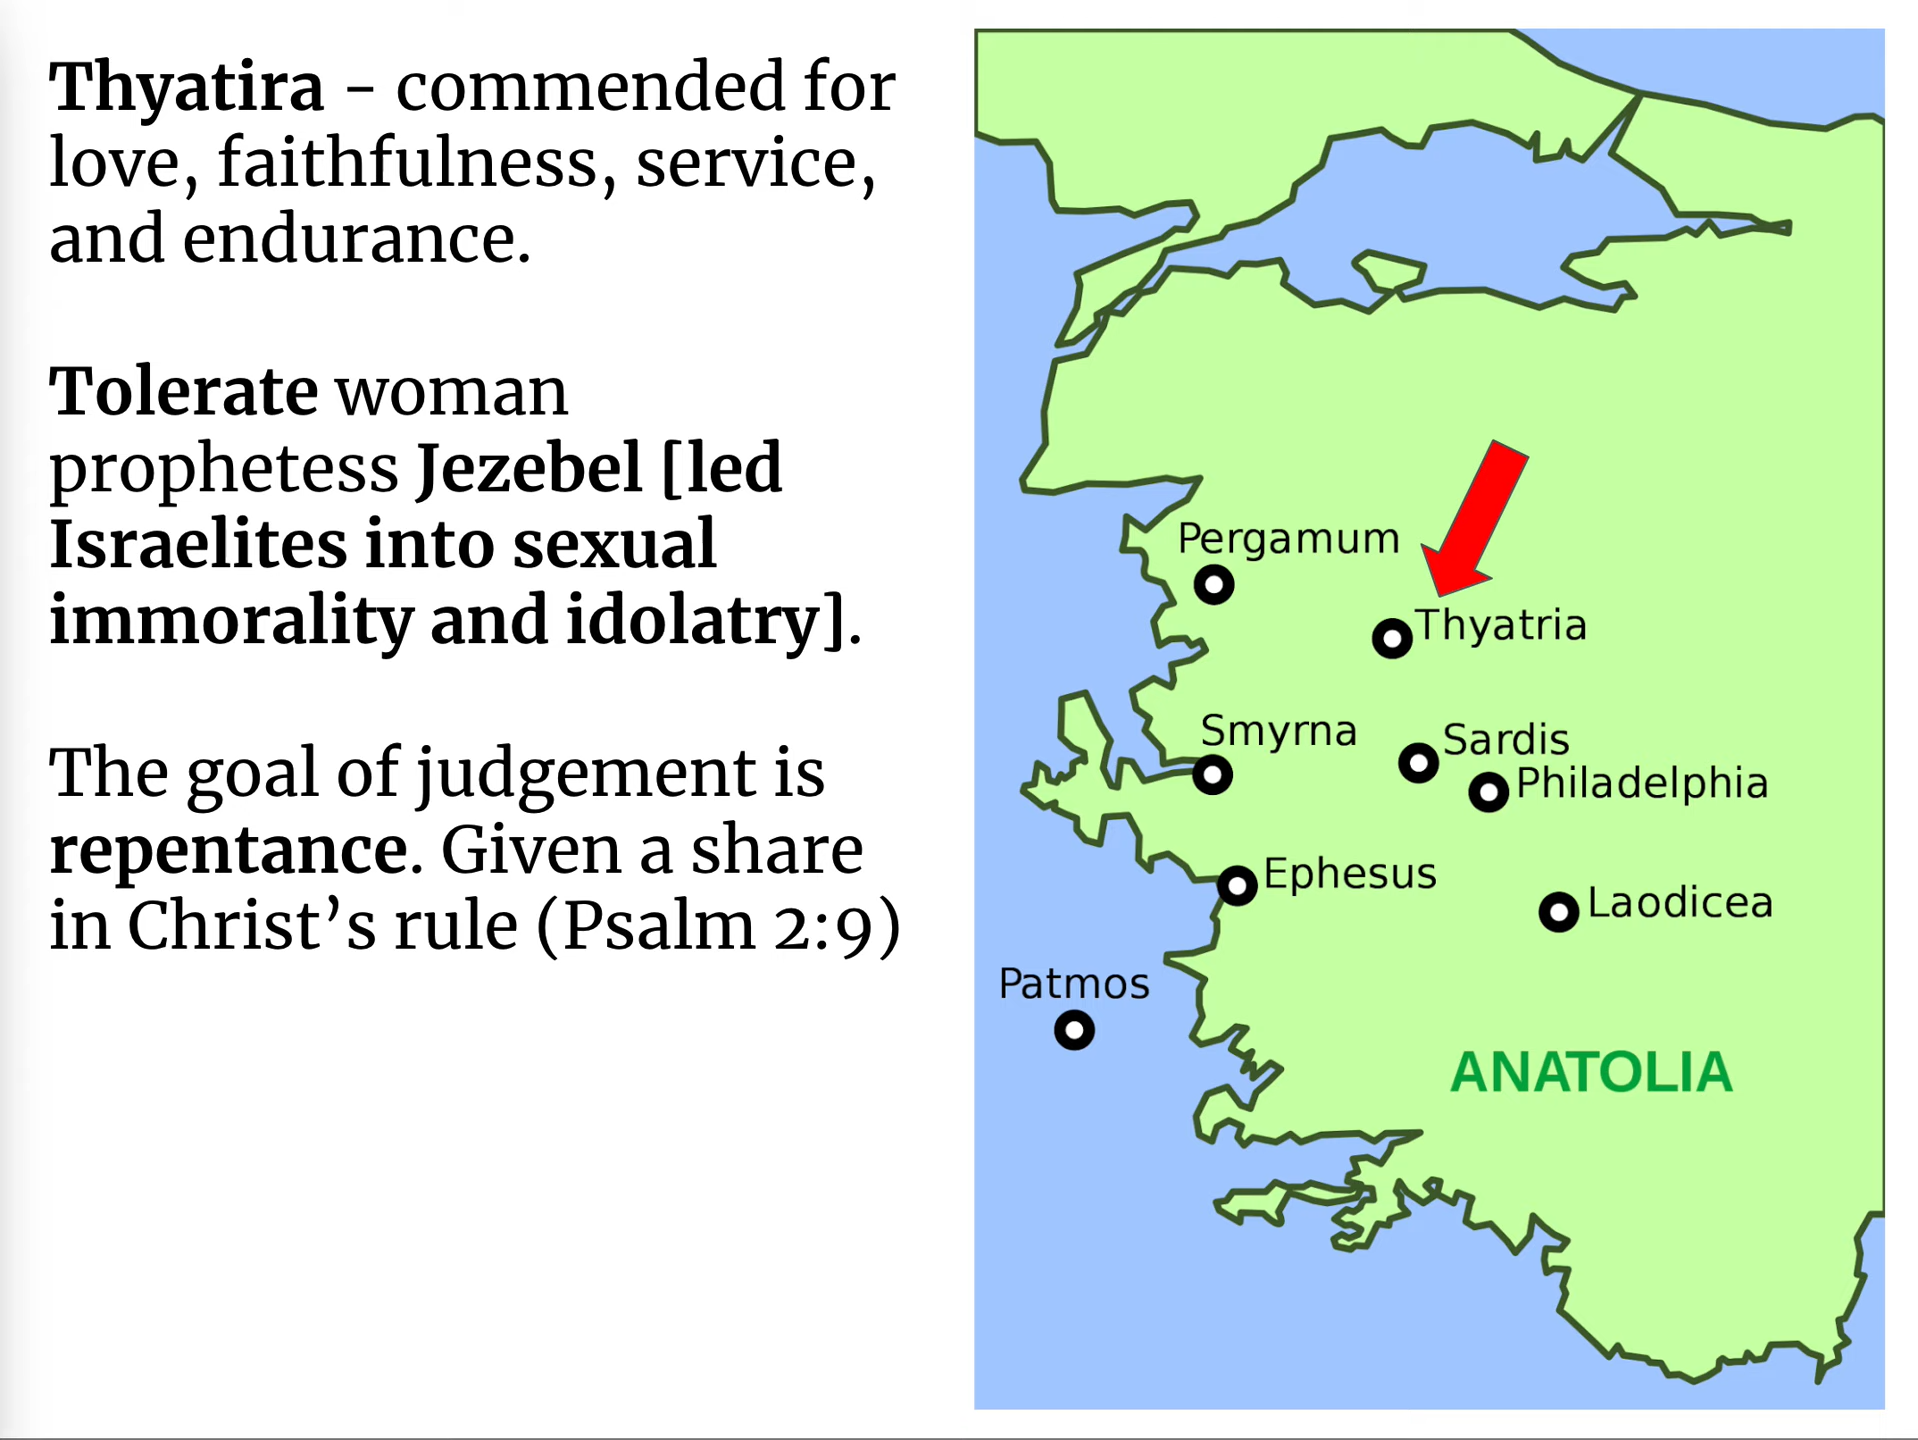 Thyatira - commended for
love, faithfulness, service,
and endurance.
Tolerate woman
prophetess Jezebel [led
Israelites into sexual
immorality and idolatry].
The goal of judgement is
repentance. Given a share
in Christ’s rule (Psalm 2:9)
Pergamum
Thyatria
Smyrna
Sardis
Philadelphia
Ephesus
Laodicea
Patmos
ANATOLIA